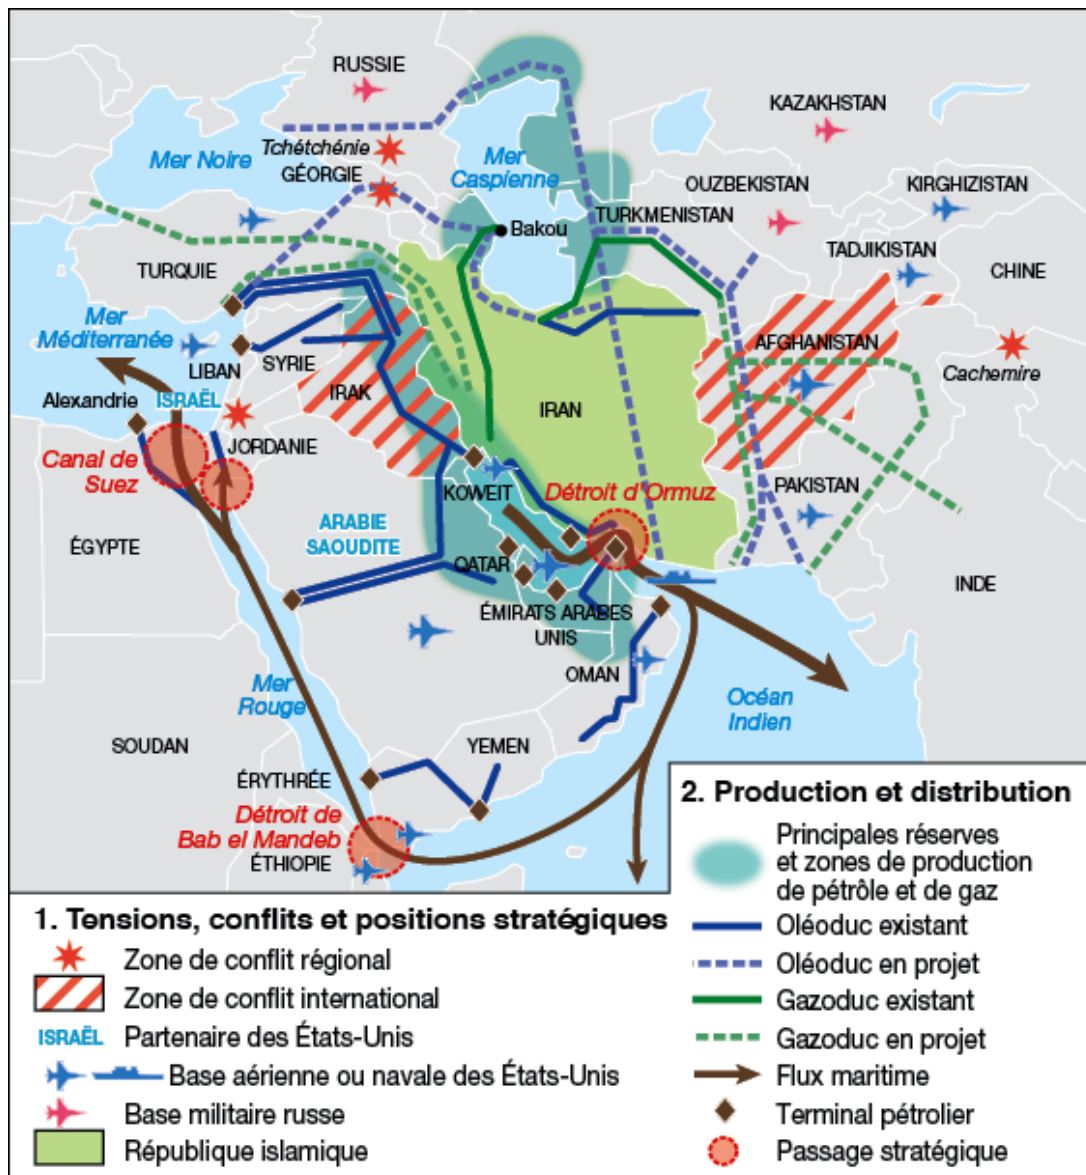 RUSSIE
KAZAKHSTAN
Tchétchénie
Mer Noire
GÉORGIE
Mer
Caspienne
OUZBEKISTAN
KIRGHIZISTAN
TURKMENISTAN
Bakou
TADJIKISTAN
TURQUIE
CHINE
Mer
Méditerranée
AFGHANISTAN
LIBAN
SYRIE
Cachemire
Alexandrie
ISRAËL
IRAK
IRAN
JORDANIE
Canal de
Suez
KOWEIT
Détroit d'Ormuz
PAKISTAN
ÉGYPTE
ARABIE
SAOUDITE
QATAR
INDE
ÉMIRATS ARABES
UNIS
OMAN
Mer
Rouge
Océan
Indien
SOUDAN
YEMEN
ÉRYTHRÉE
Détroit de
Bab el Mandeb
ÉTHIOPIE
1. Tensions, conflits et positions stratégiques
Zone de conflit régional
Zone de conflit international
ISRAËL Partenaire des États-Unis
Base aérienne ou navale des États-Unis
Base militaire russe
République islamique
2. Production et distribution
Principales réserves
et zones de production
de pétrôle et de gaz
Oléoduc existant
Oléoduc en projet
Gazoduc existant
Gazoduc en projet
Flux maritime
Terminal pétrolier
Passage stratégique